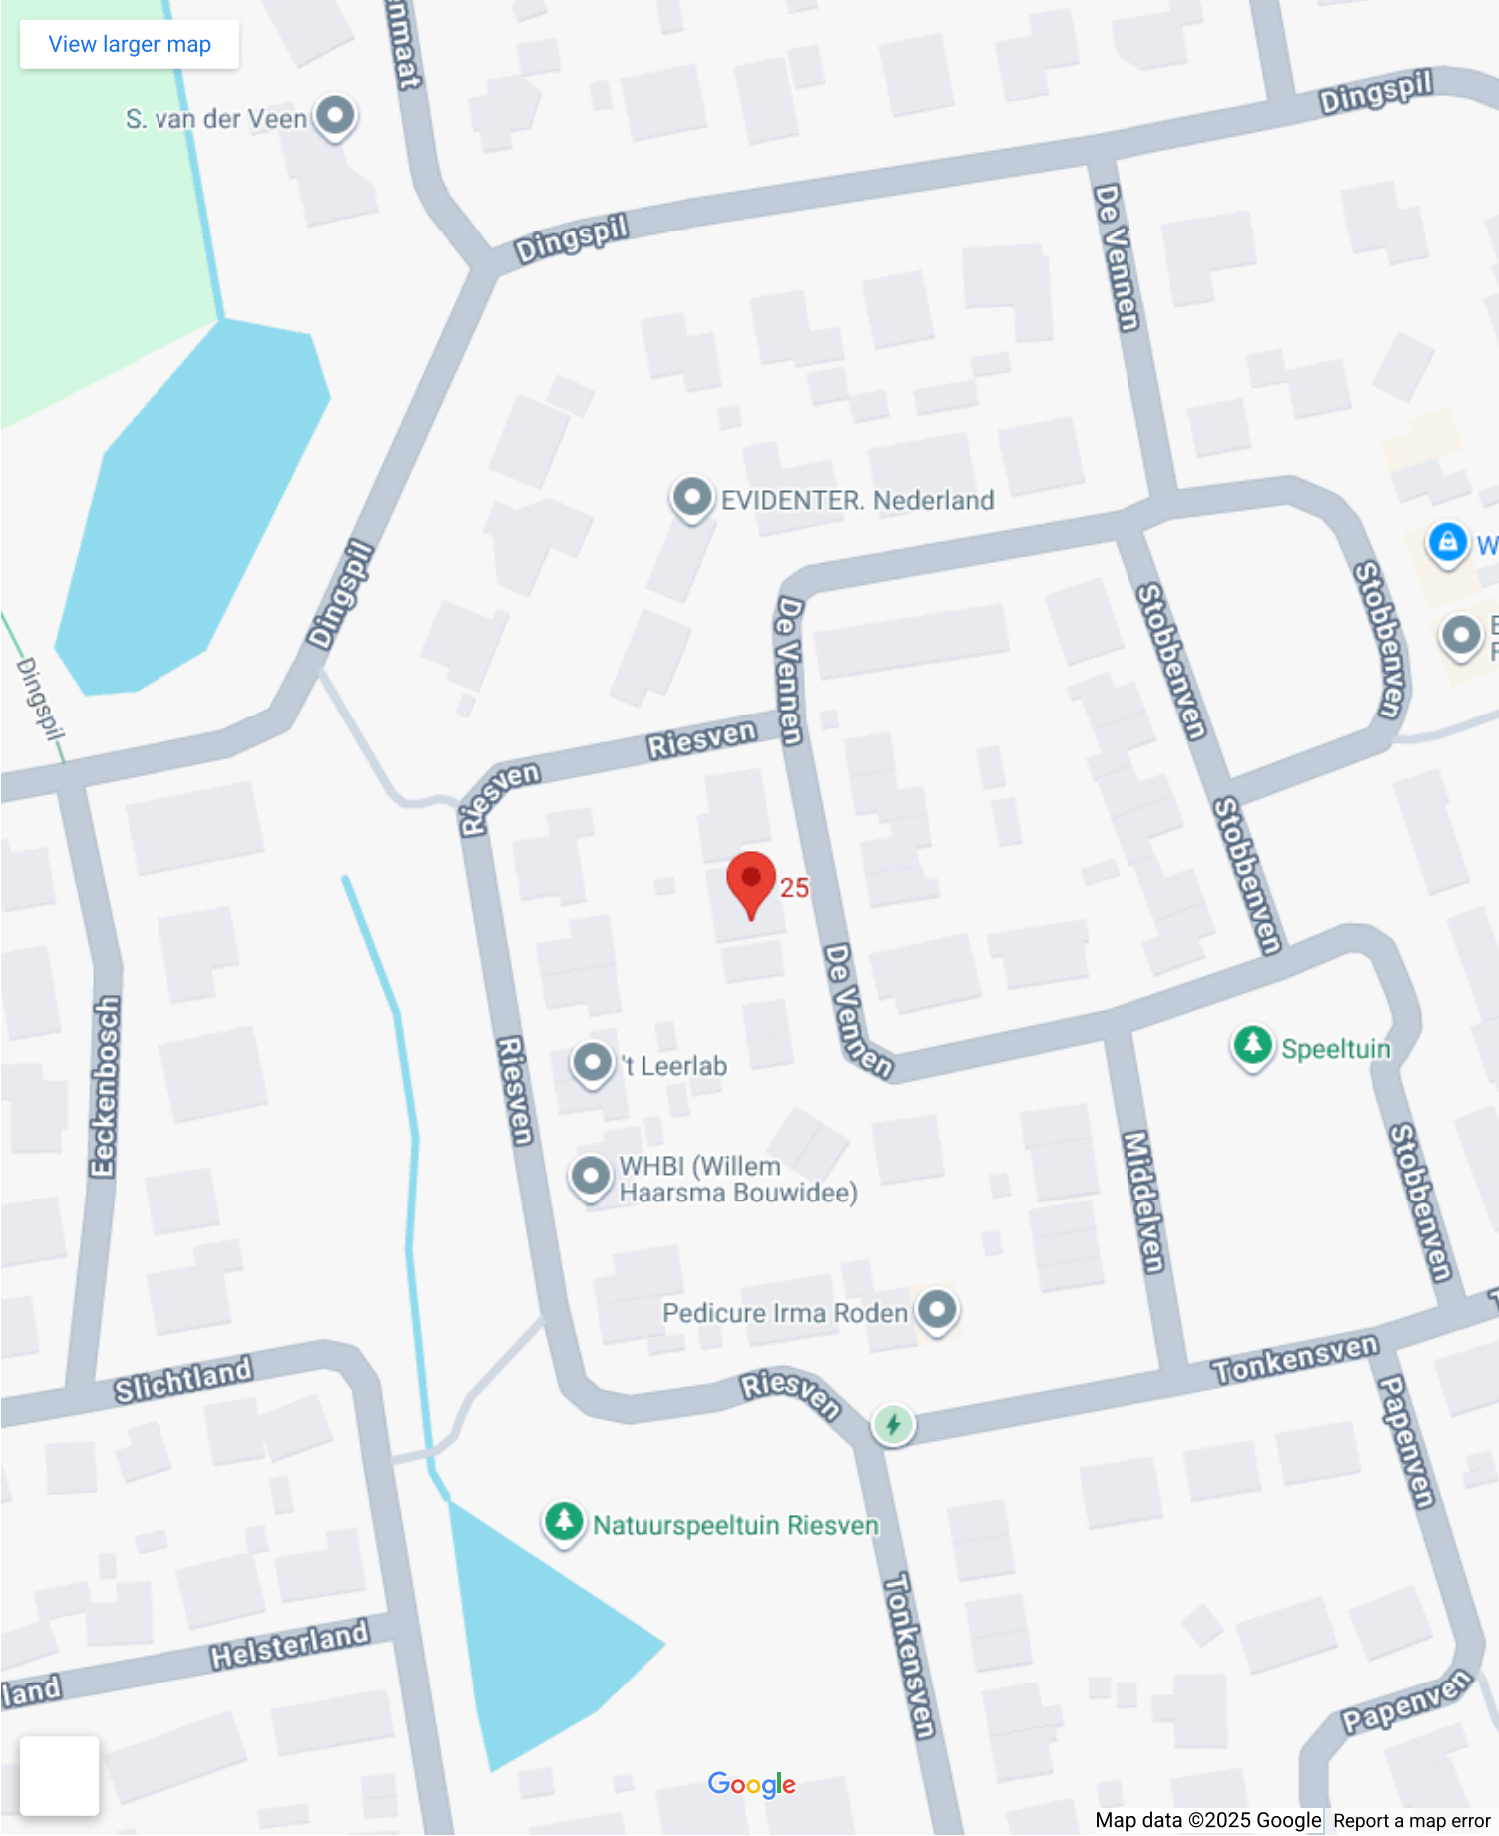 View larger map
enmaat
Dingspil
S. van der Veen
De Vennen
Dingspil
EVIDENTER. Nederland
W
Dingspil
Stobbenven
Stobbenven
De Vennen
Dingspil
Riesven
Riesven
Stobbenven
25
De Vennen
Eeckenbosch
Riesven
't Leerlab
Speeltuin
Middelven
Stobbenven
WHBI (Willem
Haarsma Bouwidee)
Pedicure Irma Roden
Slichtland
Riesven
Tonkensven
Papenven
Natuurspeeltuin Riesven
Tonkensven
Helsterland
land
Papenven
Google
Map data ©2025 Google
Report a map error